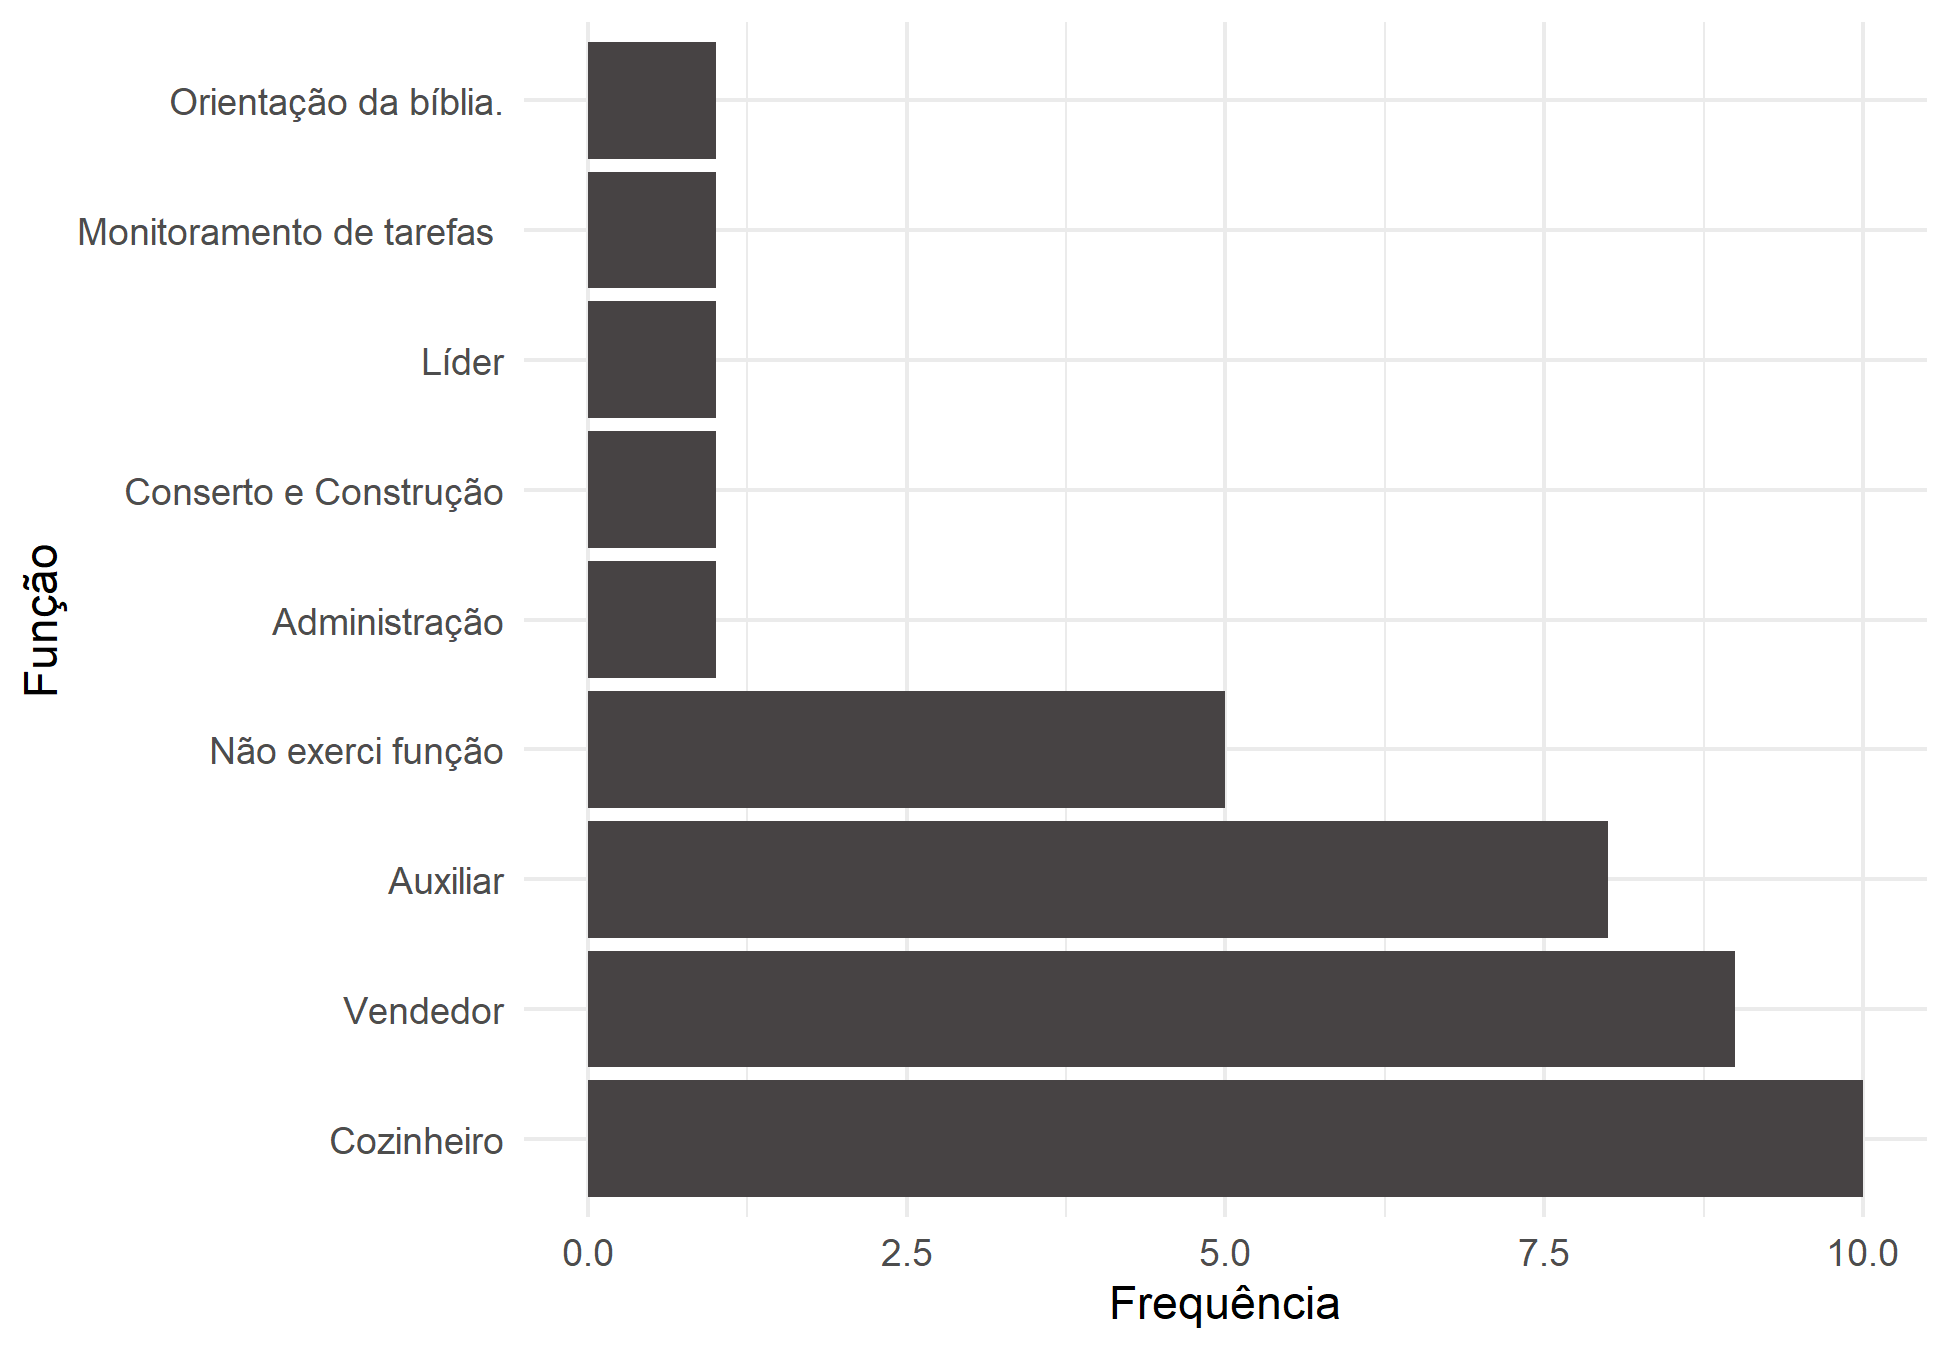 Orientação da bíblia.
Monitoramento de tarefas
Líder
Conserto e Construção
Administração
Não exerci função
Auxiliar
Vendedor
Cozinheiro
Função
0.0 2.5 5.0 7.5 10.0
Frequência